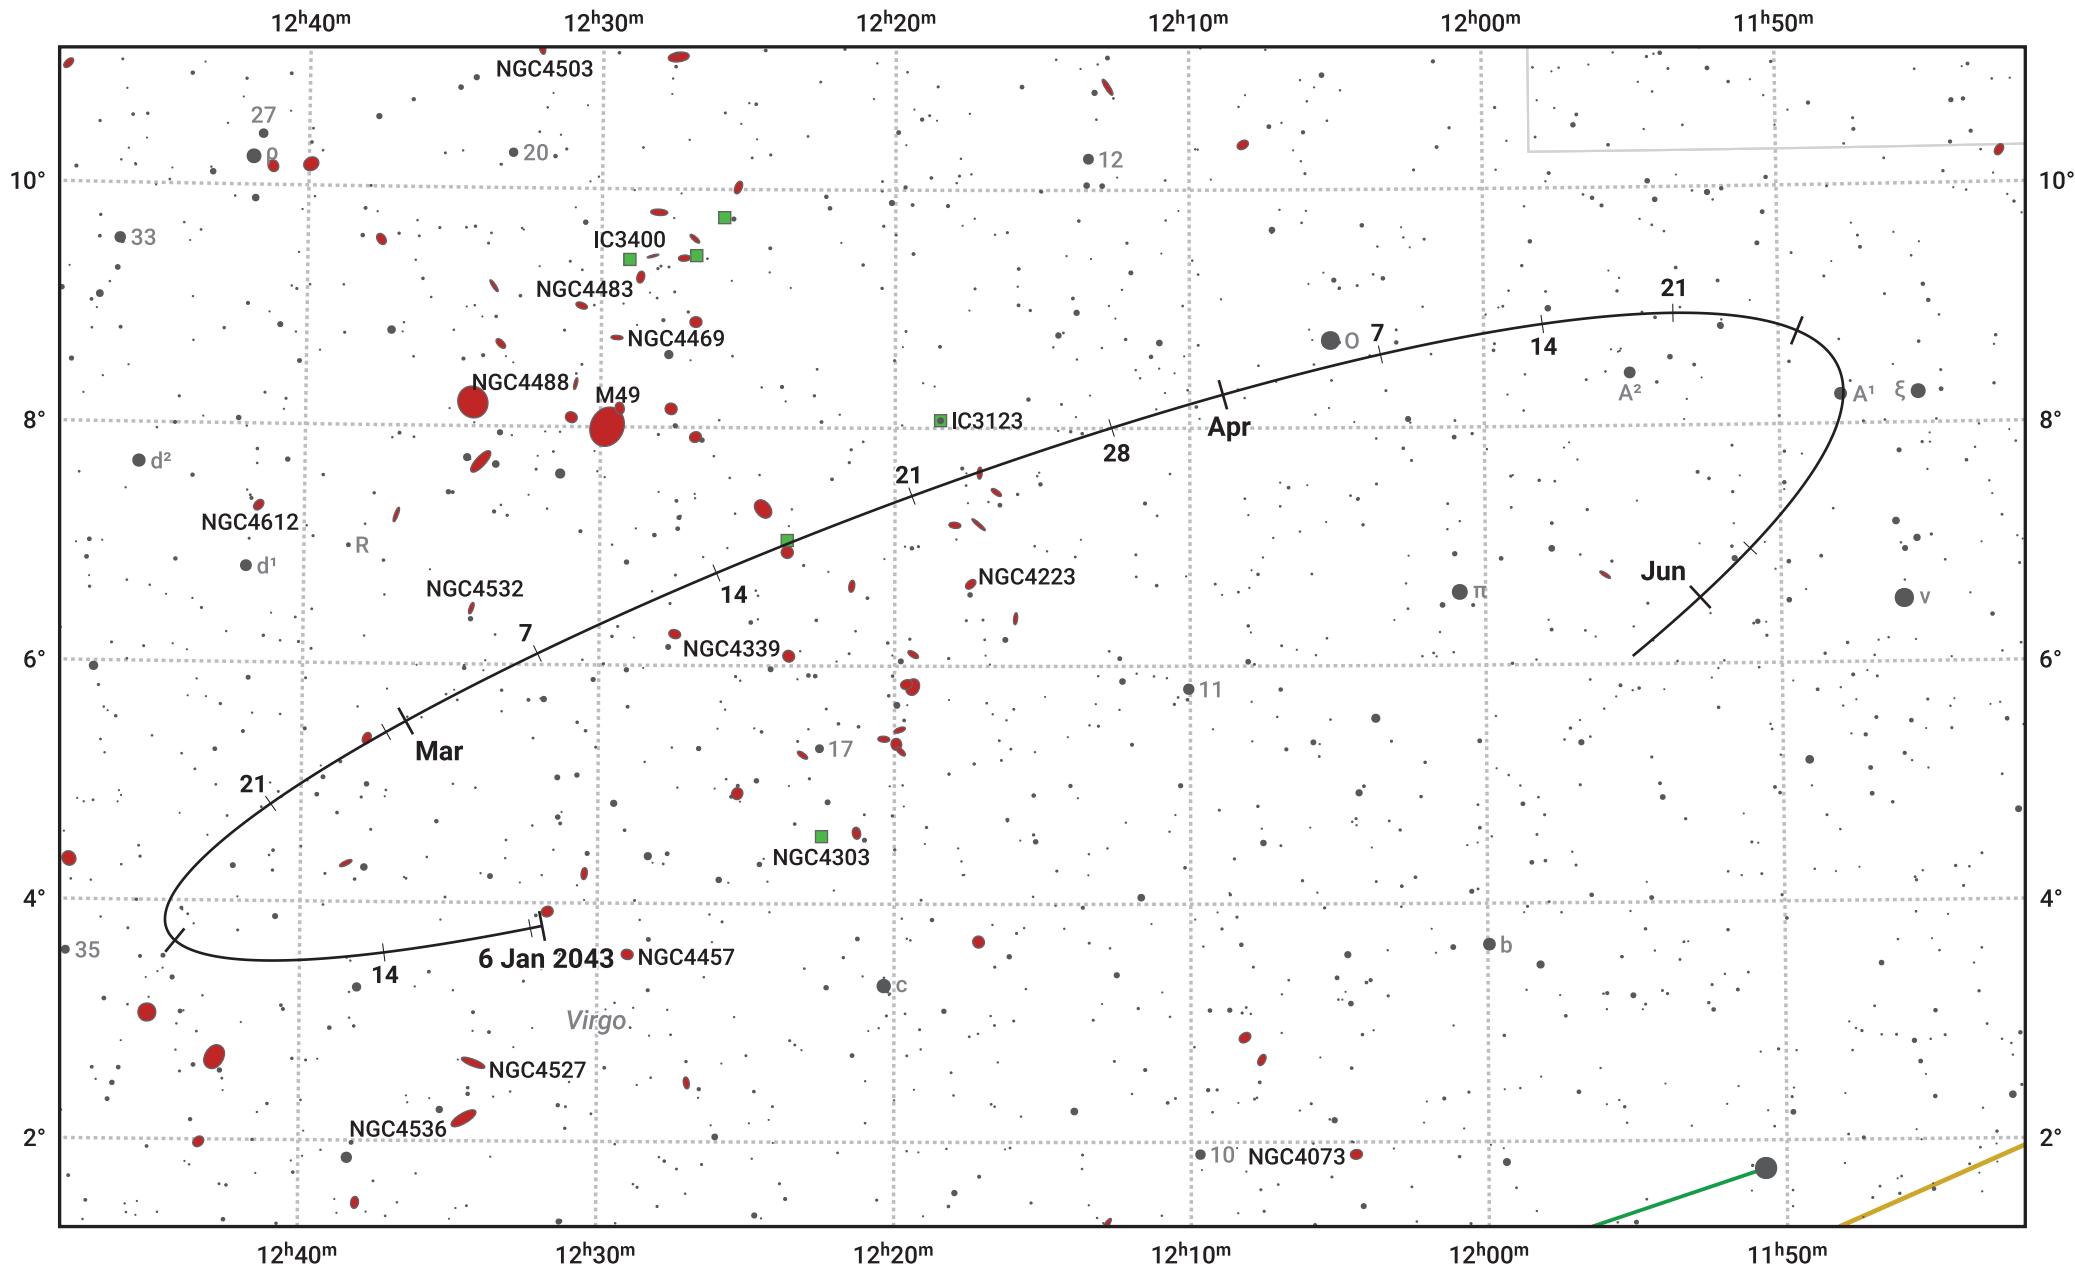 12ʰ40ᵐ 12ʰ30ᵐ 12ʰ20ᵐ 12ʰ10ᵐ 12ʰ00ᵐ 11ʰ50ᵐ
NGC4503
27
ρ
20
12
10° 10°
33
IC3400
NGC4483
21
NGC4469
O
7
14
NGC4488
M49
A²
A¹
ξ
8° 8°
IC3123
Apr
28
d²
21
NGC4612
R
d¹
NGC4532
14
NGC4223
Jun
π
ν
7
NGC4339
6° 6°
11
Mar
17
21
NGC4303
4° 4°
35
14
6 Jan 2043
NGC4457
b
c
Virgo
NGC4527
NGC4536
2° 2°
10
NGC4073
12ʰ40ᵐ 12ʰ30ᵐ 12ʰ20ᵐ 12ʰ10ᵐ 12ʰ00ᵐ 11ʰ50ᵐ